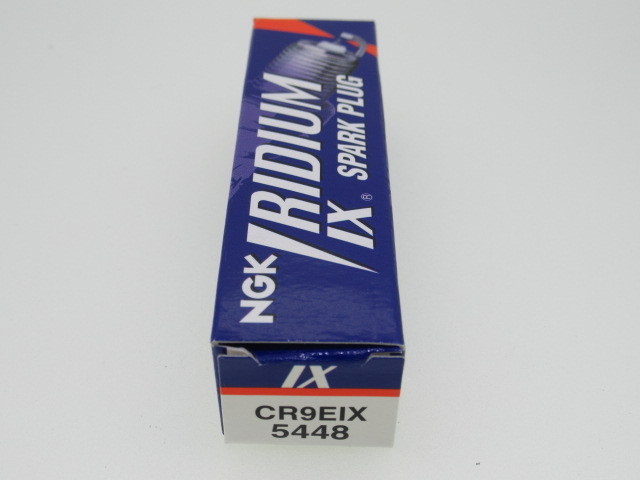 NGK IRIDIUM
IX® SPARK PLUG
IX
CR9EIX
5448